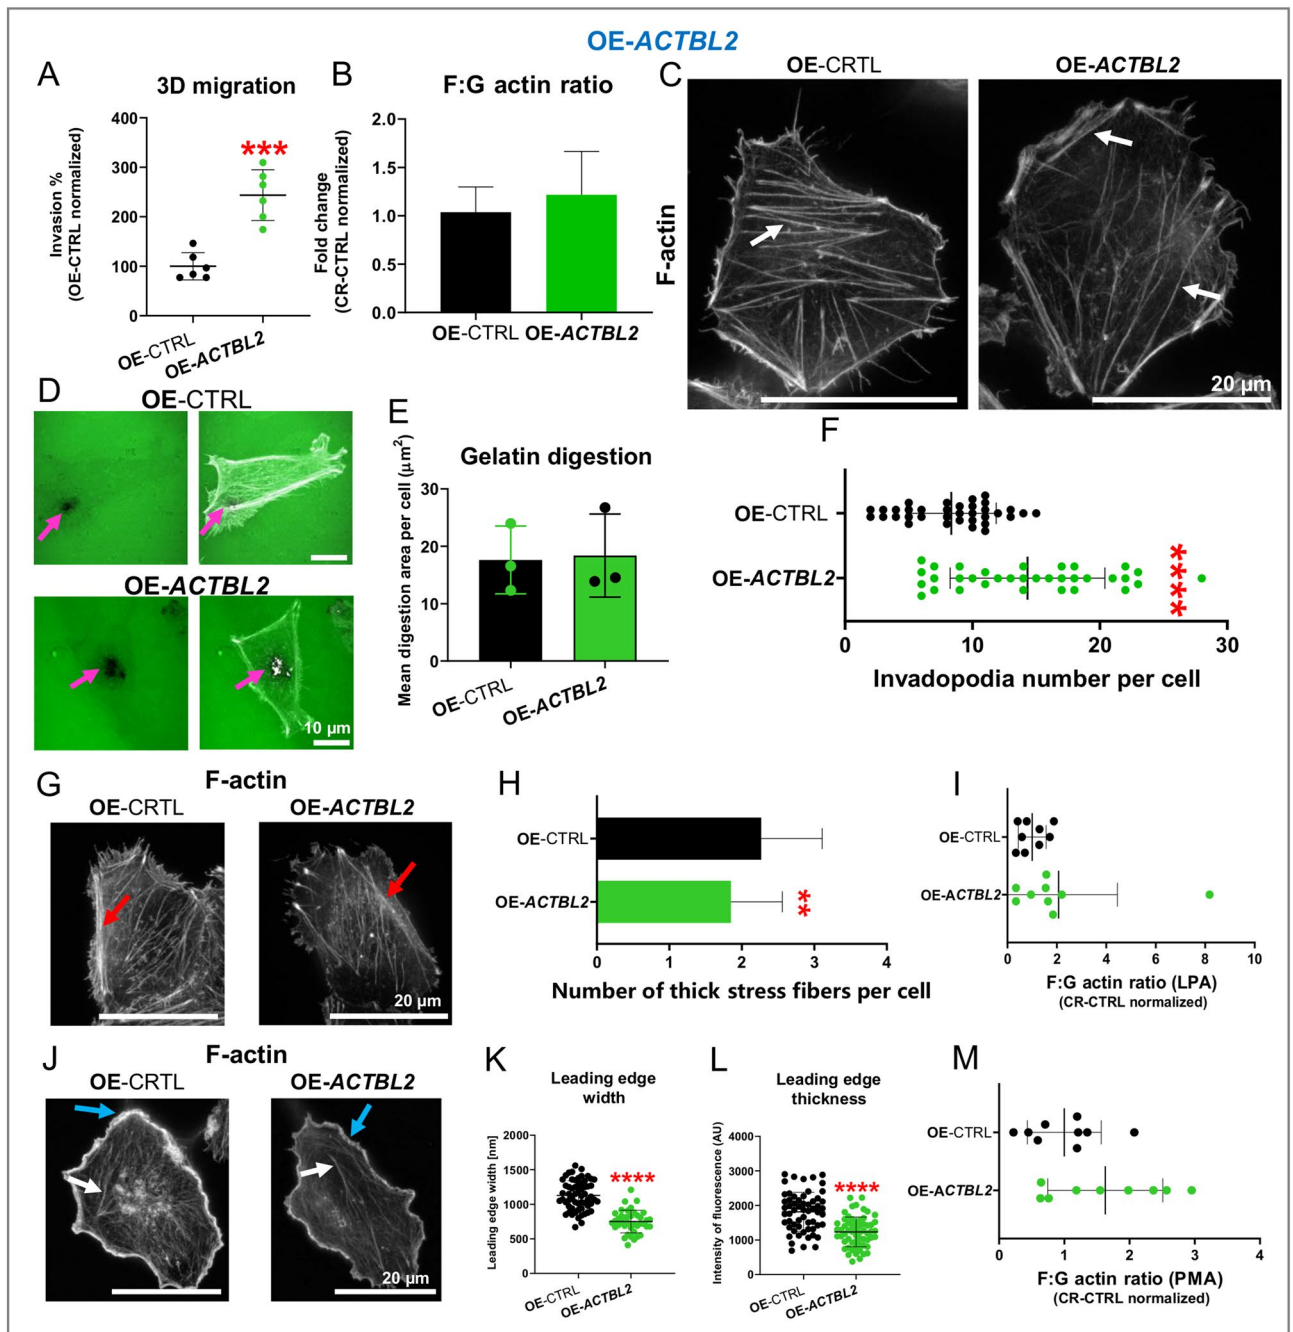 OE-ACTBL2
A
3D migration
Invasion %
(OE-CTRL normalized)
400
300
200
100
0
***
OE-CTRL
OE-ACTBL2
B
F:G actin ratio
Fold change
(CR-CTRL normalized)
2.0
1.5
1.0
0.5
0.0
OE-CTRL
OE-ACTBL2
C
OE-CRTL
OE-ACTBL2
F-actin
20 µm
D
OE-CTRL
OE-ACTBL2
10 µm
E
Gelatin digestion
Mean digestion area per cell (µm²)
30
20
10
0
OE-CTRL
OE-ACTBL2
F
OE-CTRL
OE-ACTBL2
****
0
10
20
30
Invadopodia number per cell
G
F-actin
OE-CRTL
OE-ACTBL2
20 µm
H
OE-CTRL
OE-ACTBL2
**
0
1
2
3
4
Number of thick stress fibers per cell
I
OE-CTRL
OE-ACTBL2
0
2
4
6
8
10
F:G actin ratio (LPA)
(CR-CTRL normalized)
J
F-actin
OE-CRTL
OE-ACTBL2
20 µm
K
Leading edge
width
Leading edge width [nm]
2000
1500
1000
500
0
****
OE-CTRL
OE-ACTBL2
L
Leading edge
thickness
Intensity of fluorescence (AU)
4000
3000
2000
1000
0
****
OE-CTRL
OE-ACTBL2
M
OE-CTRL
OE-ACTBL2
0
1
2
3
4
F:G actin ratio (PMA)
(CR-CTRL normalized)